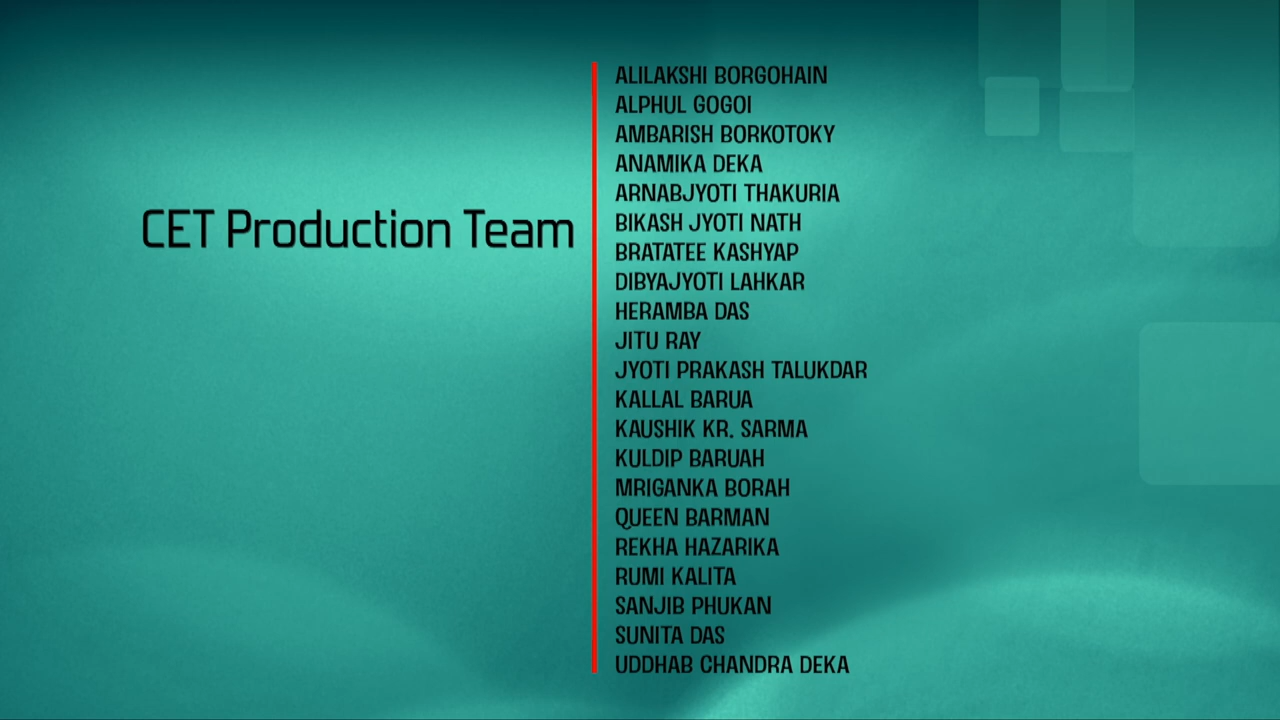 CET Production Team
ALILAKSHI BORGOHAIN
ALPHUL GOGOI
AMBARISH BORKOTOKY
ANAMIKA DEKA
ARNABJYOTI THAKURIA
BIKASH JYOTI NATH
BRATATEE KASHYAP
DIBYAJYOTI LAHKAR
HERAMBA DAS
JITU RAY
JYOTI PRAKASH TALUKDAR
KALLAL BARUA
KAUSHIK KR. SARMA
KULDIP BARUAH
MRIGANKA BORAH
QUEEN BARMAN
REKHA HAZARIKA
RUMI KALITA
SANJIB PHUKAN
SUNITA DAS
UDDHAB CHANDRA DEKA